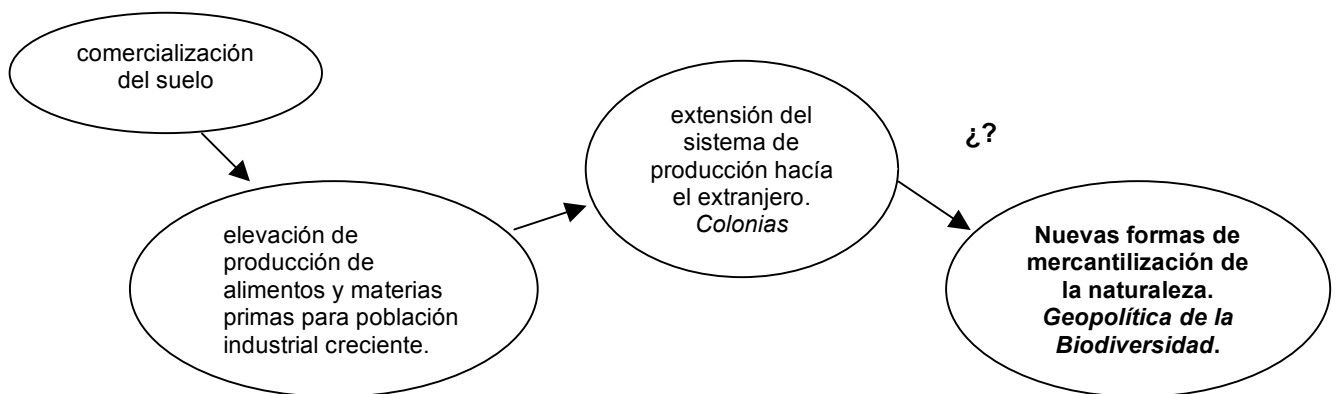 comercialización
del suelo
elevación de
producción de
alimentos y materias
primas para población
industrial creciente.
extensión del
sistema de
producción hacía
el extranjero.
Colonias
¿?
Nuevas formas de
mercantilización de
la naturaleza.
Geopolítica de la
Biodiversidad.